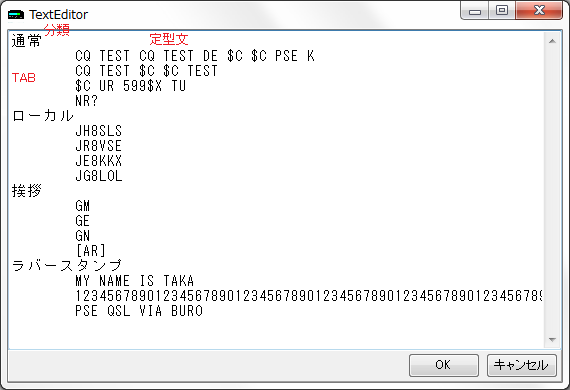 TextEditor
分類
通常
定型文
CQ TEST CQ TEST DE $C $C PSE K
TAB
CQ TEST $C $C TEST
$C UR 599$X TU
NR?
ローカル
JH8SLS
JR8VSE
JE8KKX
JG8LOL
挨拶
GM
GE
GN
[AR]
ラバースタンプ
MY NAME IS TAKA
1234567890123456789012345678901234567890123456789012345678
PSE QSL VIA BURO
OK
キャンセル